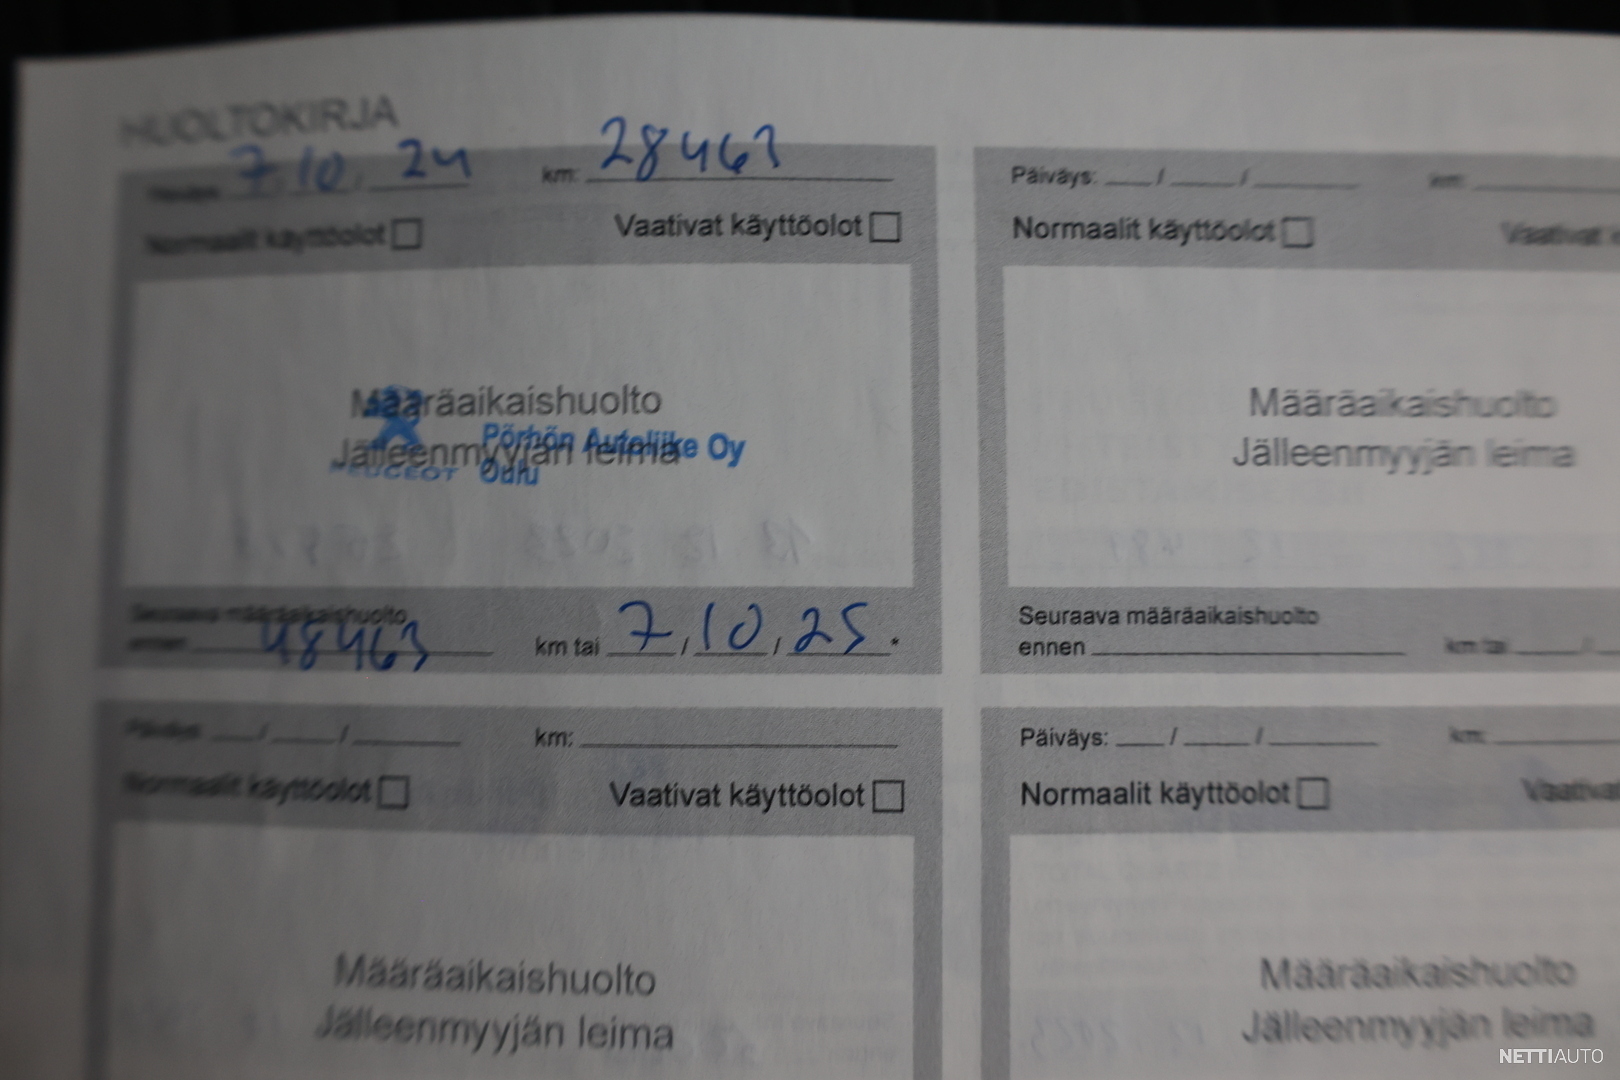 HUOLTOKIRJA
Päiväys: 7.10.24 km: 28463
Normaalit käyttöolot Vaativat käyttöolot
Määräaikaishuolto
Jälleenmyyjän leima
Pörhön Autoliike Oy
PEUGEOT Oulu
Seuraava määräaikaishuolto
ennen 48463 km tai 7/10/25.*
Päiväys: / / km:
Normaalit käyttöolot Vaativat
Määräaikaishuolto
Jälleenmyyjän leima
Seuraava määräaikaishuolto
ennen km tai /
Päiväys: / / km:
Normaalit käyttöolot Vaativat käyttöolot
Määräaikaishuolto
Jälleenmyyjän leima
Päiväys: / / km:
Normaalit käyttöolot
Määräaikaishuolto
Jälleenmyyjän leima
NETTIAUTO